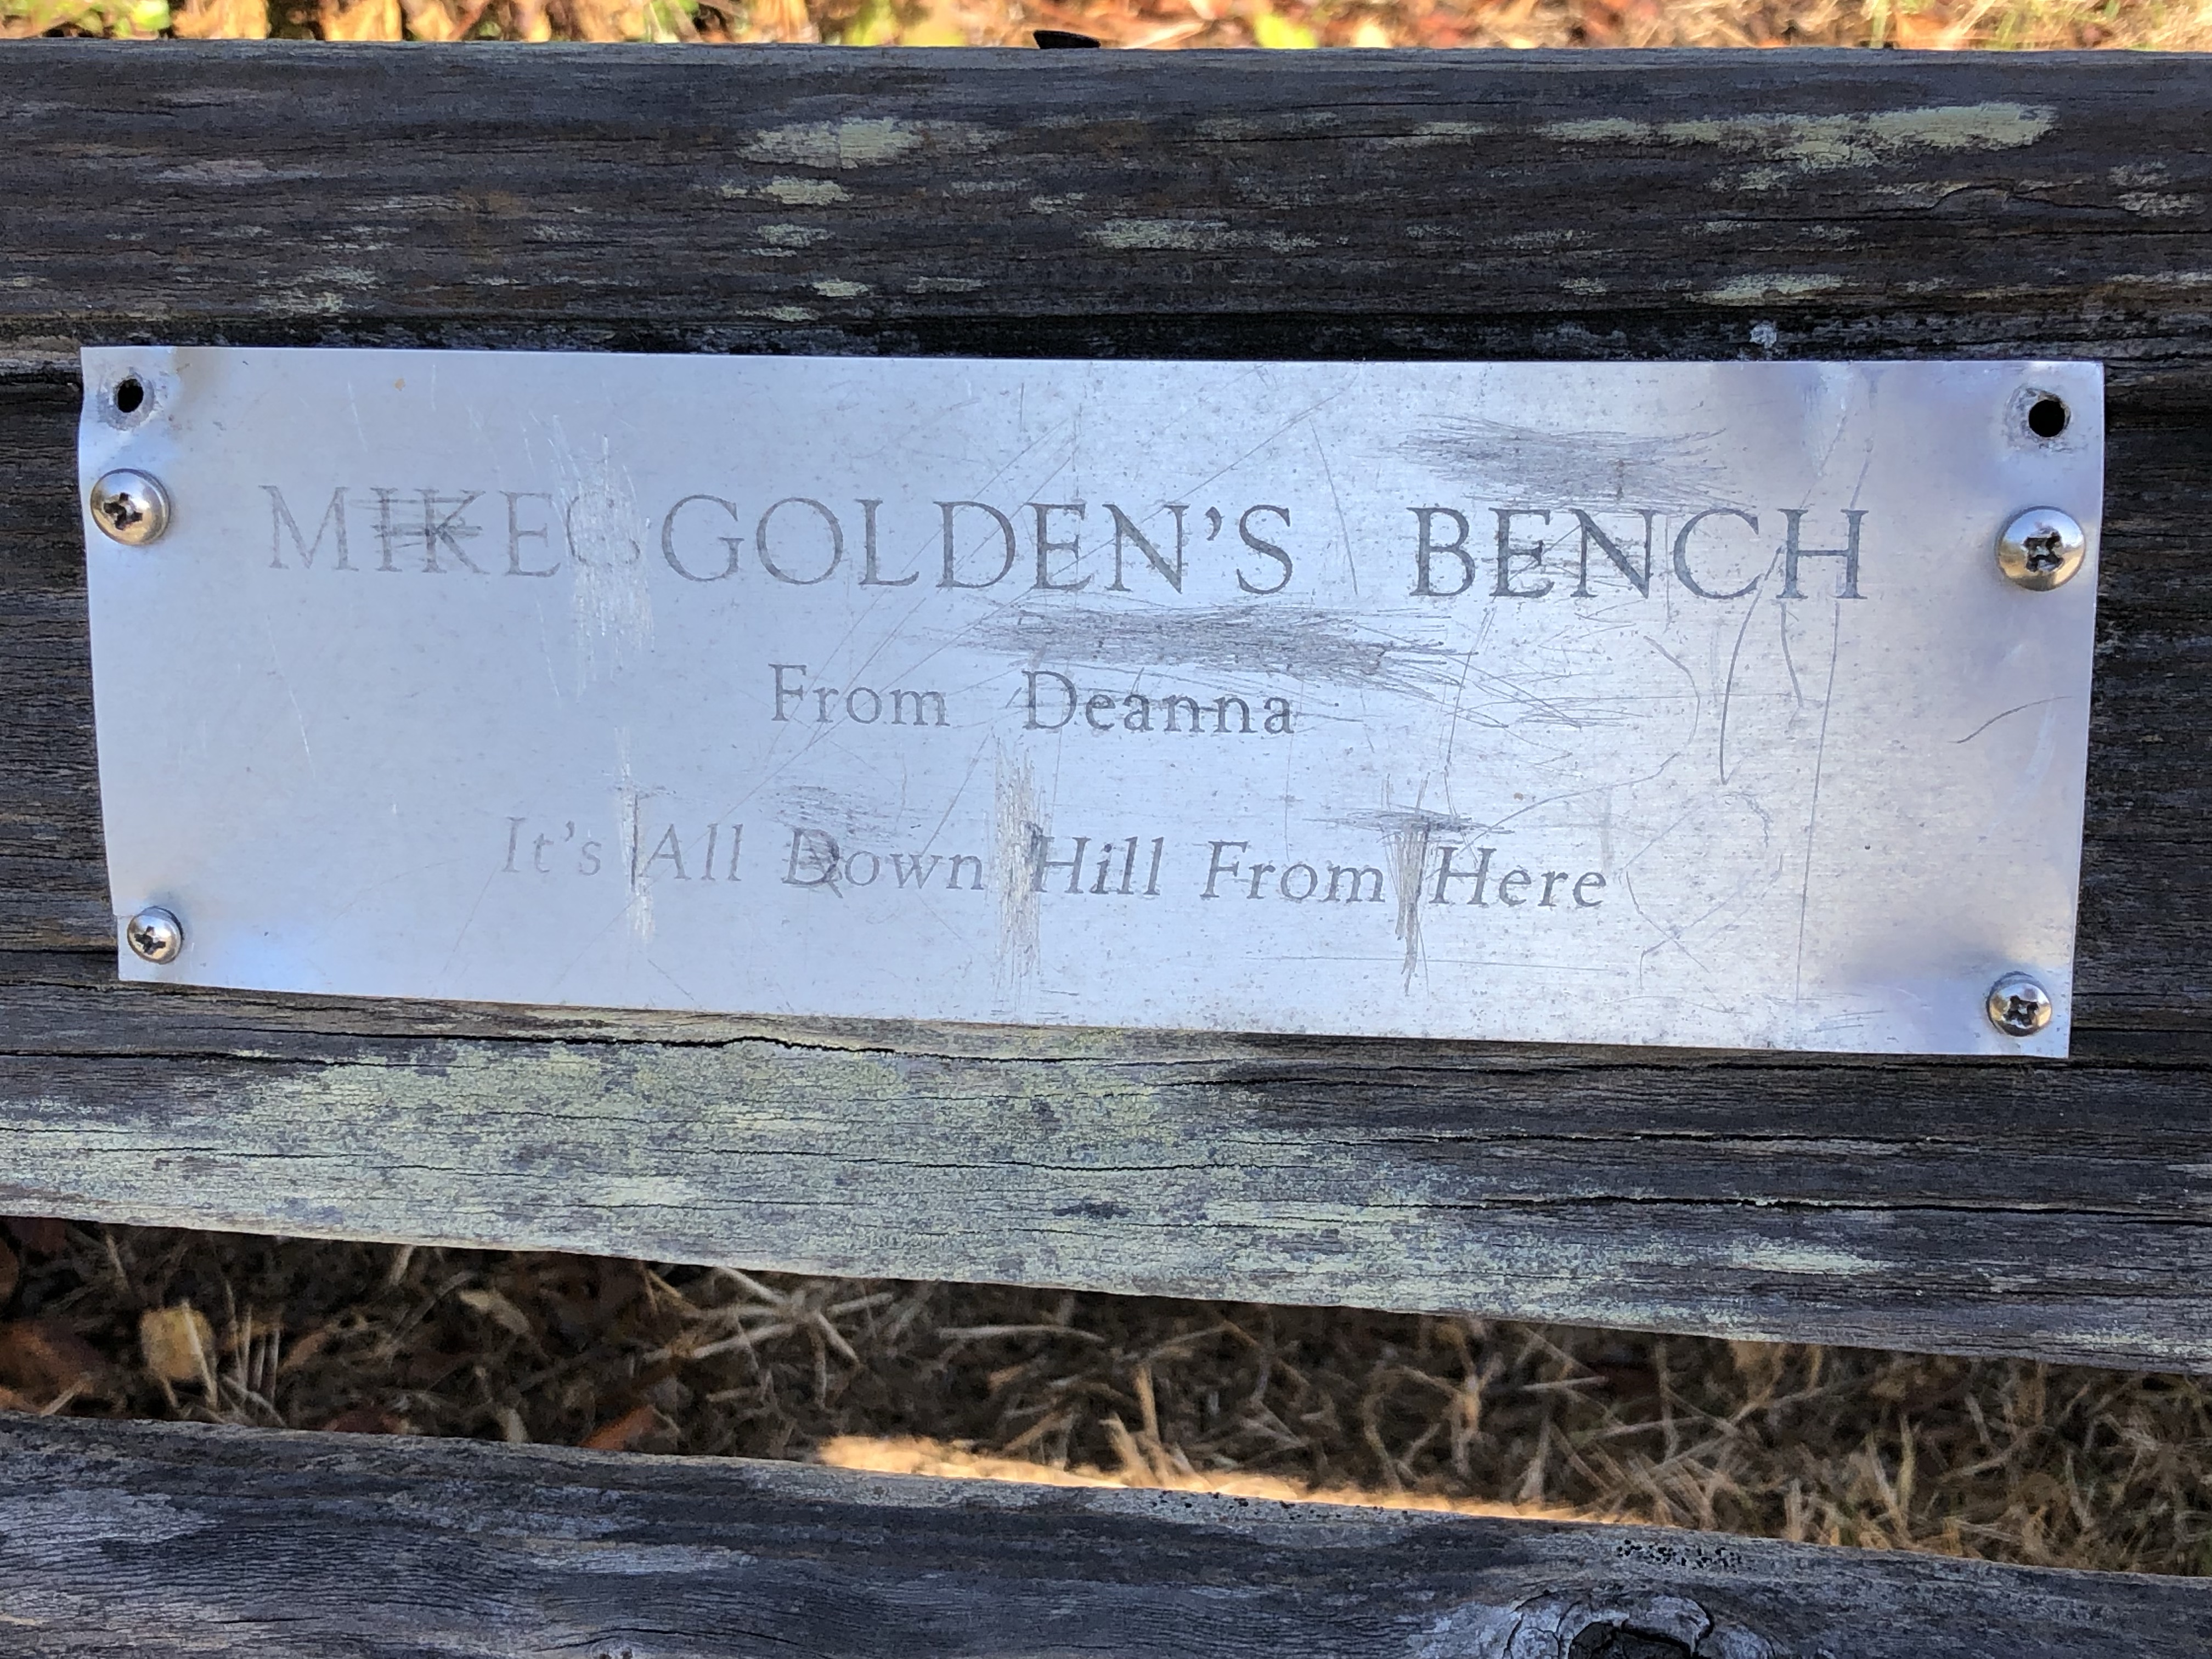 MIKE GOLDEN'S BENCH
From Deanna
It's All Down Hill From Here